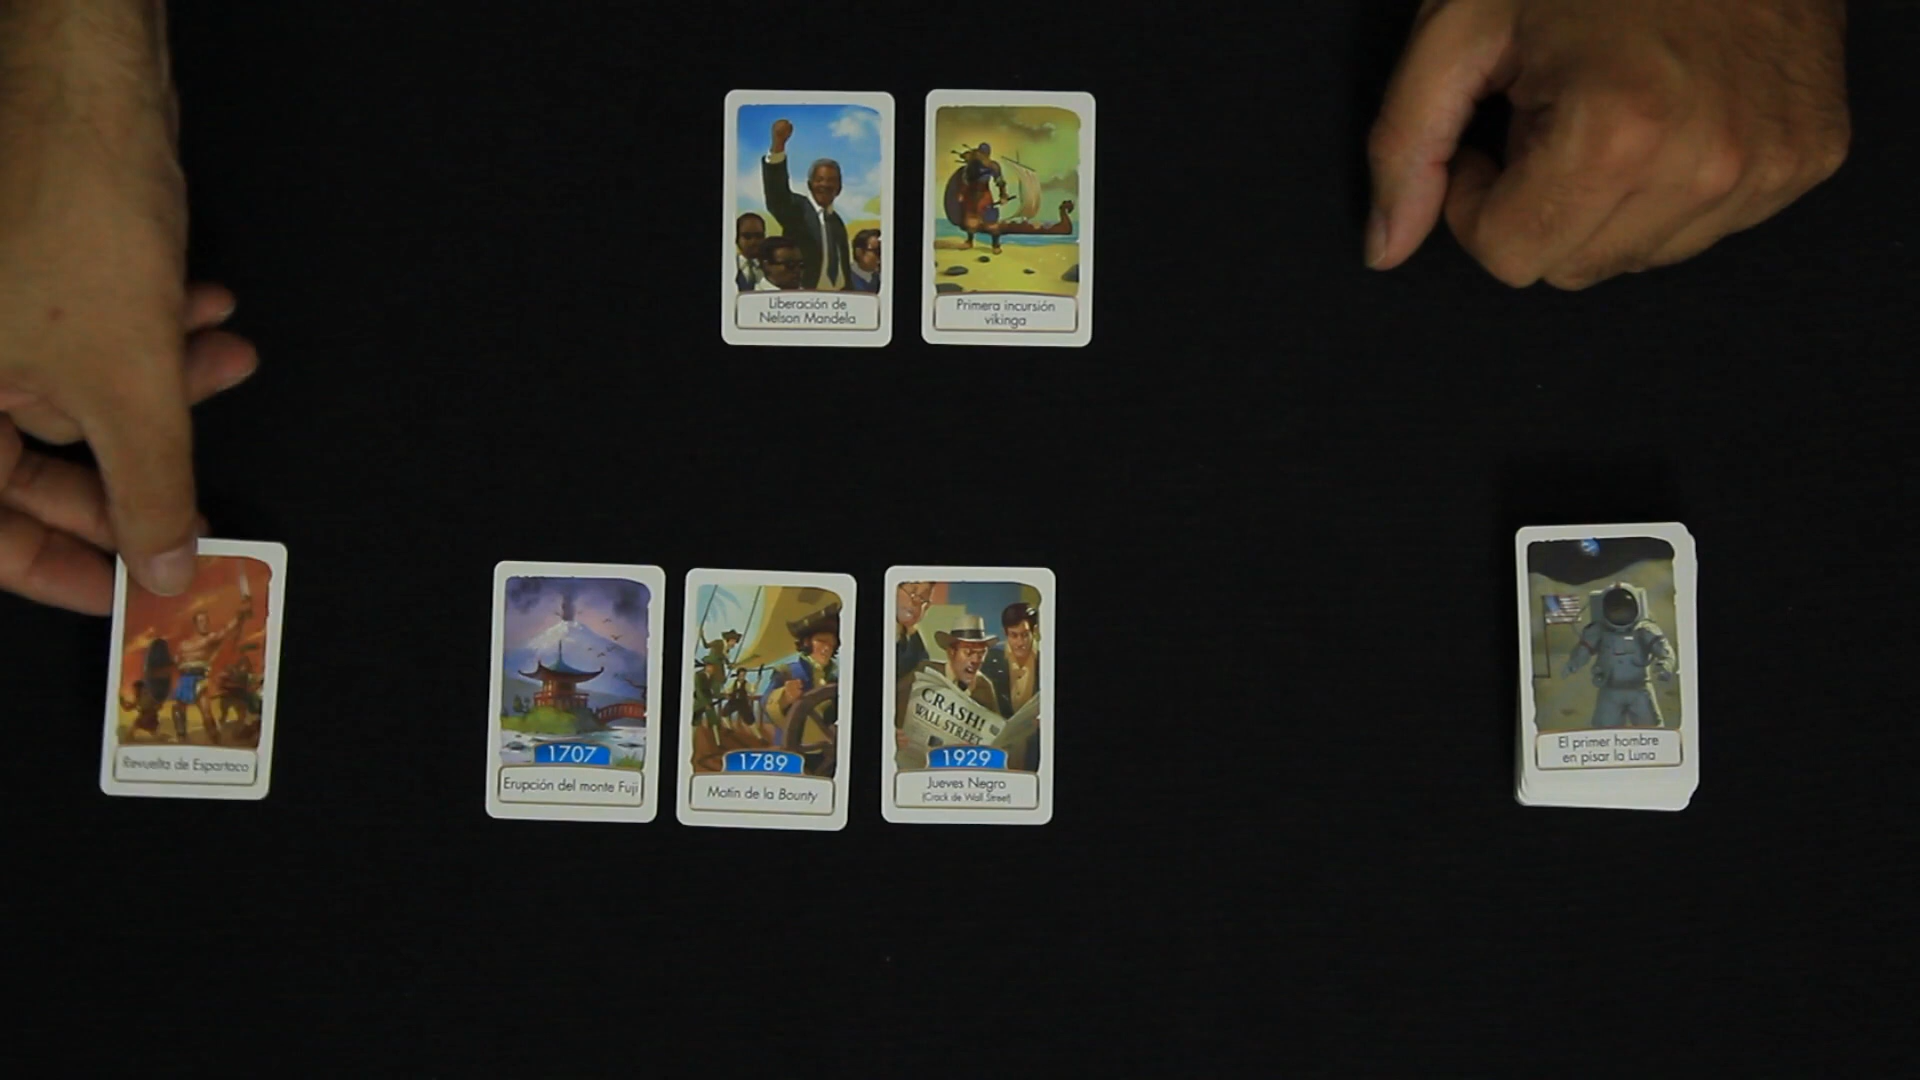 Liberación de
Nelson Mandela
Primera incursión
vikinga
Revuelta de Espartaco
1707
Erupción del monte Fuji
1789
Motín de la Bounty
CRASH!
WALL STREET
1929
Jueves Negro
(Crack de Wall Street)
El primer hombre
en pisar la Luna